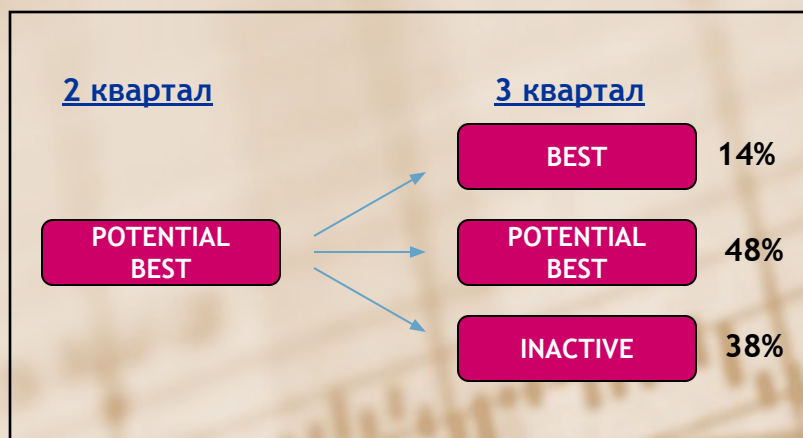 2 квартал
3 квартал
BEST
14%
POTENTIAL
BEST
POTENTIAL
BEST
48%
INACTIVE
38%